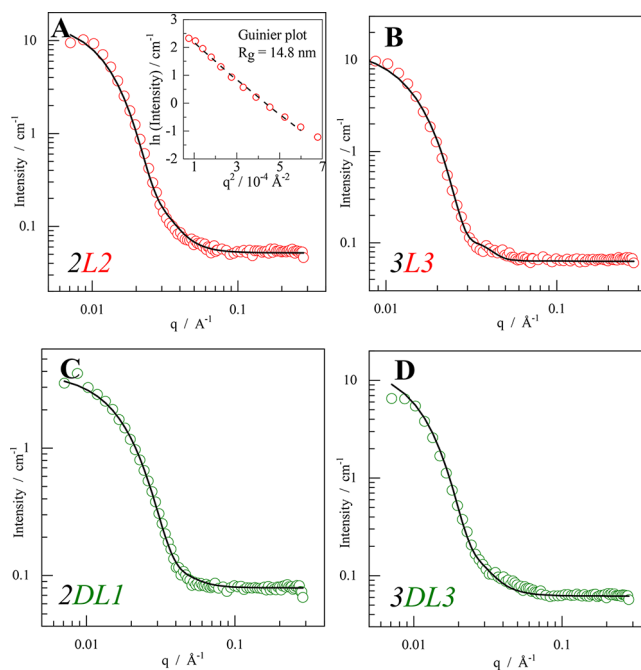 A
Guinier plot
Rg = 14.8 nm
ln (Intensity) / cm-1
2
1
0
-1
-2
1
3
5
7
q2 / 10-4 Å-2
Intensity / cm-1
10
1
0.1
2L2
0.01
0.1
q / A-1
B
Intensity / cm-1
10
1
0.1
3L3
0.01
0.1
q / Å-1
C
Intensity / cm-1
1
0.1
2DL1
0.01
0.1
q / Å-1
D
Intensity / cm-1
10
1
0.1
3DL3
0.01
0.1
q / Å-1